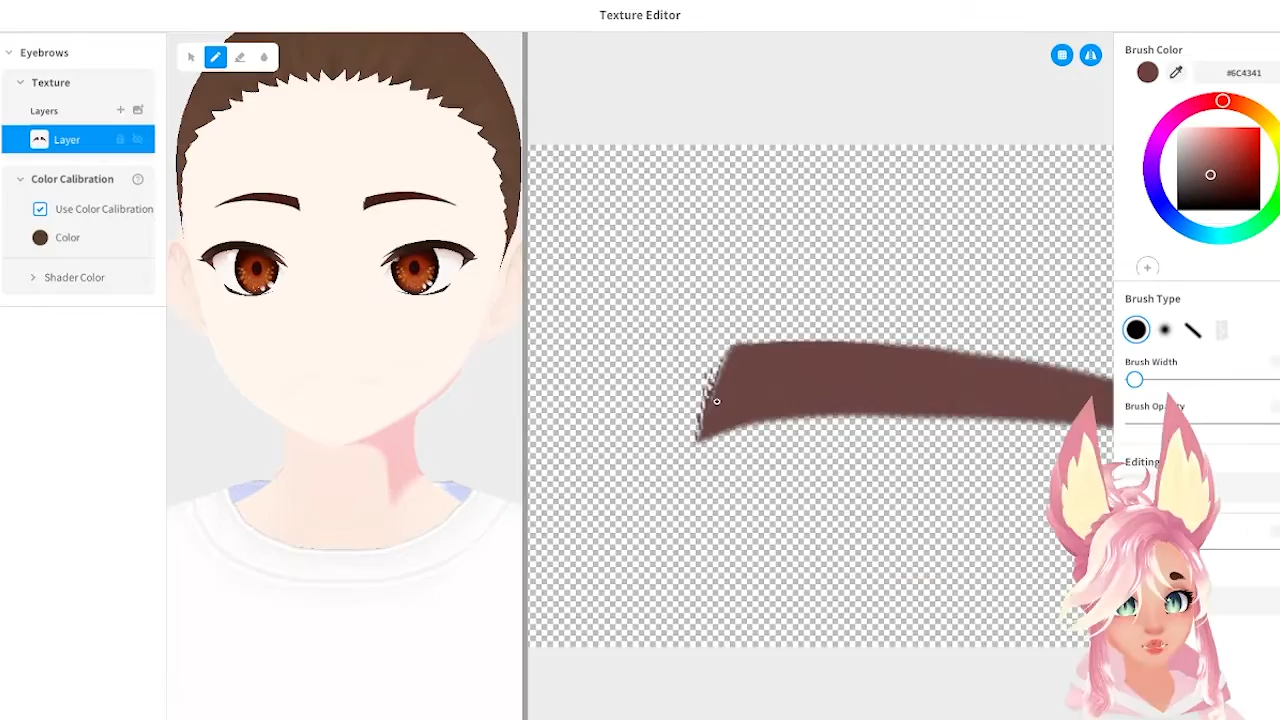 Texture Editor
Eyebrows
Texture
Layers
Layer
Color Calibration
Use Color Calibration
Color
Shader Color
Brush Color
#6C4341
Brush Type
Brush Width
Brush Opacity
Editing